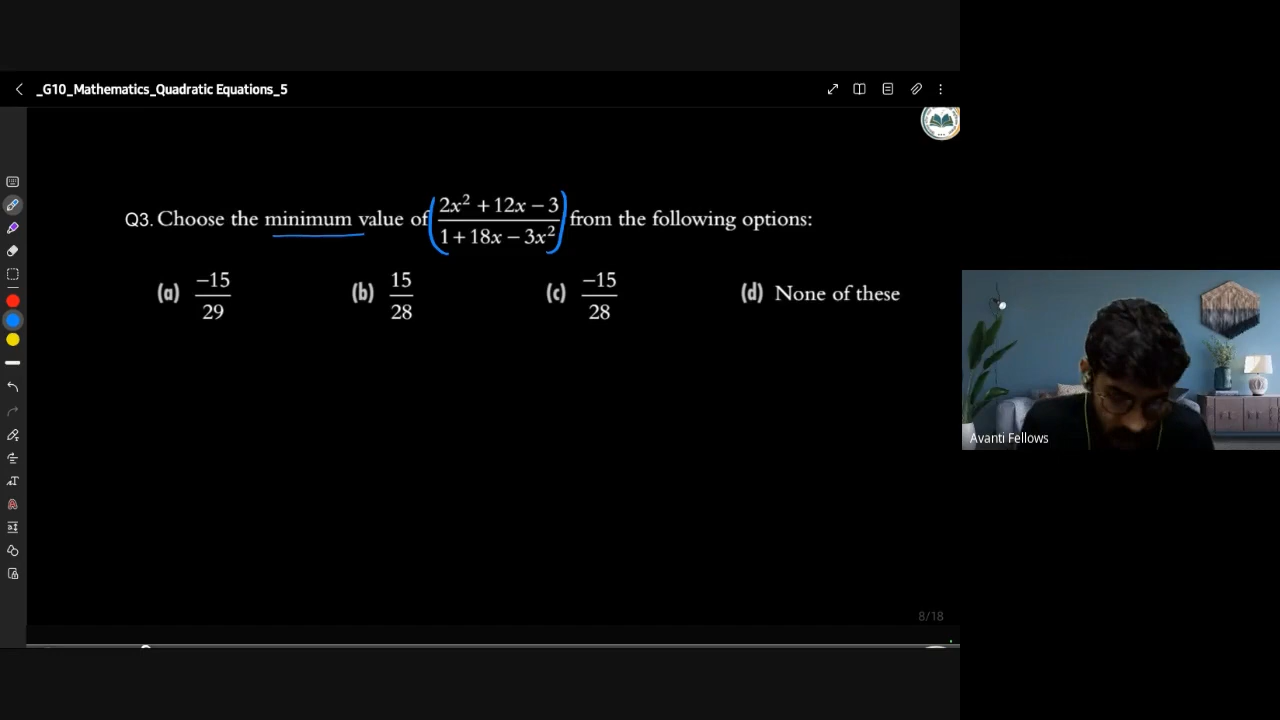 _G10_Mathematics_Quadratic Equations_5
Q3. Choose the minimum value of (2x² + 12x − 3 / 1 + 18x − 3x²) from the following options:
(a) −15/29 (b) 15/28 (c) −15/28 (d) None of these
8/18
Avanti Fellows